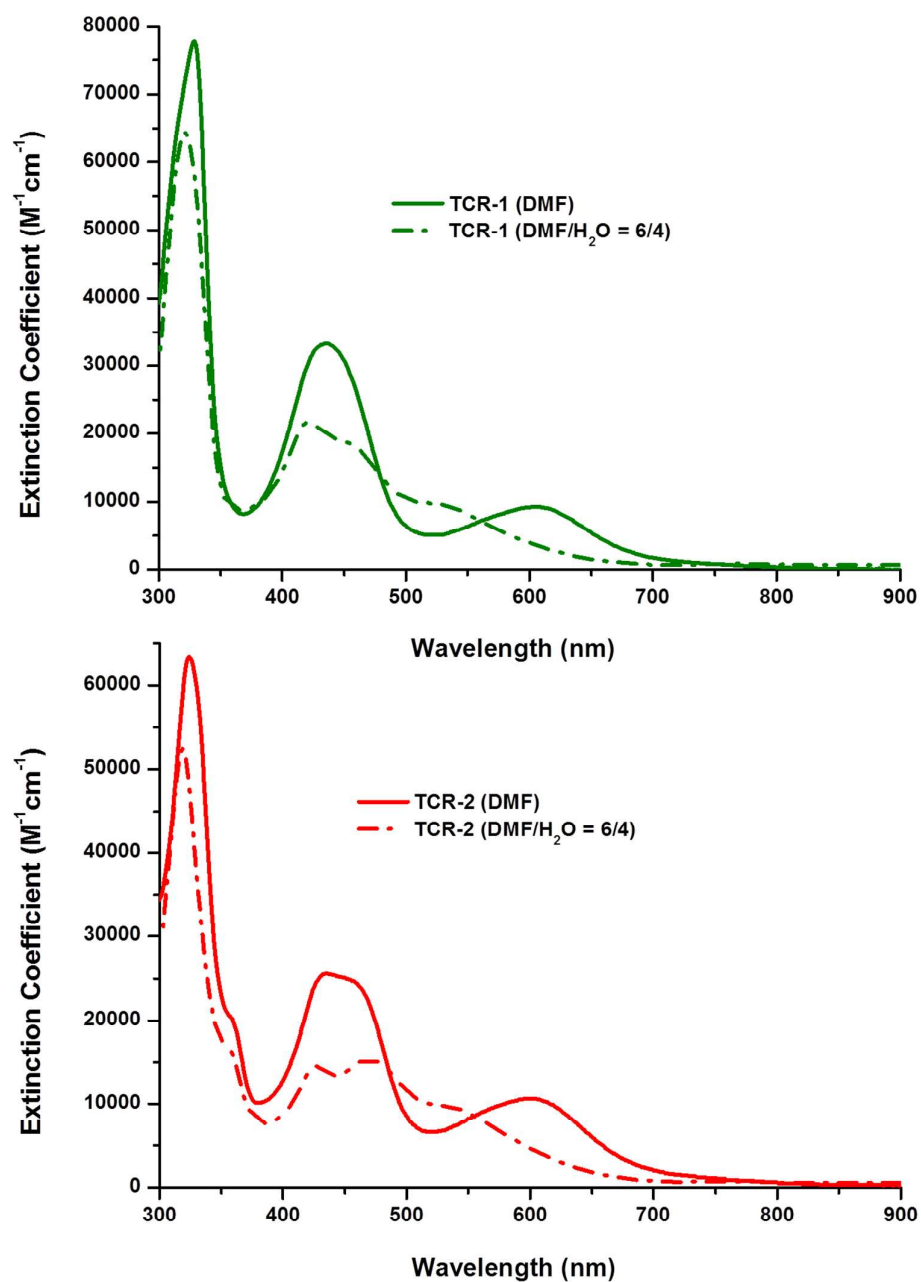 80000
70000
60000
50000
40000
30000
20000
10000
0
Extinction Coefficient (M⁻¹cm⁻¹)
TCR-1 (DMF)
TCR-1 (DMF/H₂O = 6/4)
300 400 500 600 700 800 900
Wavelength (nm)
60000
50000
40000
30000
20000
10000
0
Extinction Coefficient (M⁻¹cm⁻¹)
TCR-2 (DMF)
TCR-2 (DMF/H₂O = 6/4)
300 400 500 600 700 800 900
Wavelength (nm)